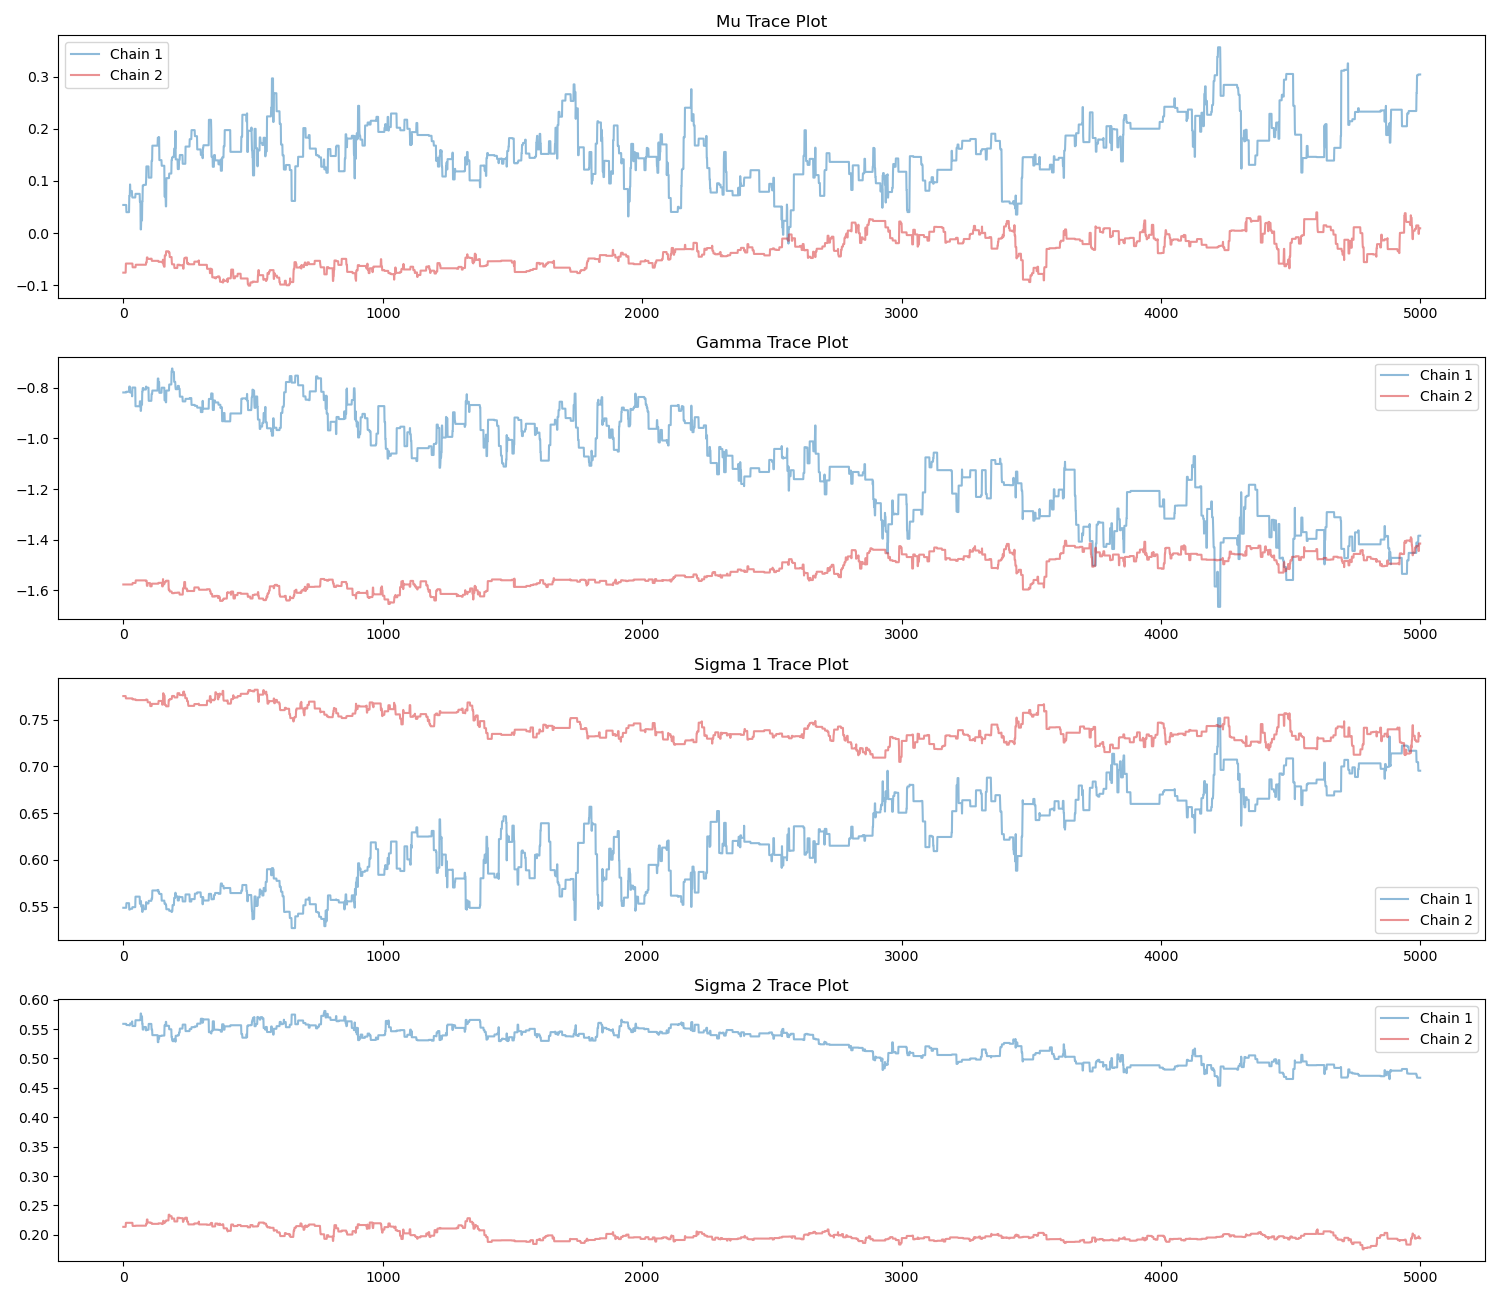 Mu Trace Plot
Chain 1
Chain 2
0.3
0.2
0.1
0.0
−0.1
0 1000 2000 3000 4000 5000
Gamma Trace Plot
Chain 1
Chain 2
−0.8
−1.0
−1.2
−1.4
−1.6
0 1000 2000 3000 4000 5000
Sigma 1 Trace Plot
0.75
0.70
0.65
0.60
0.55
Chain 1
Chain 2
0 1000 2000 3000 4000 5000
Sigma 2 Trace Plot
Chain 1
Chain 2
0.60
0.55
0.50
0.45
0.40
0.35
0.30
0.25
0.20
0 1000 2000 3000 4000 5000